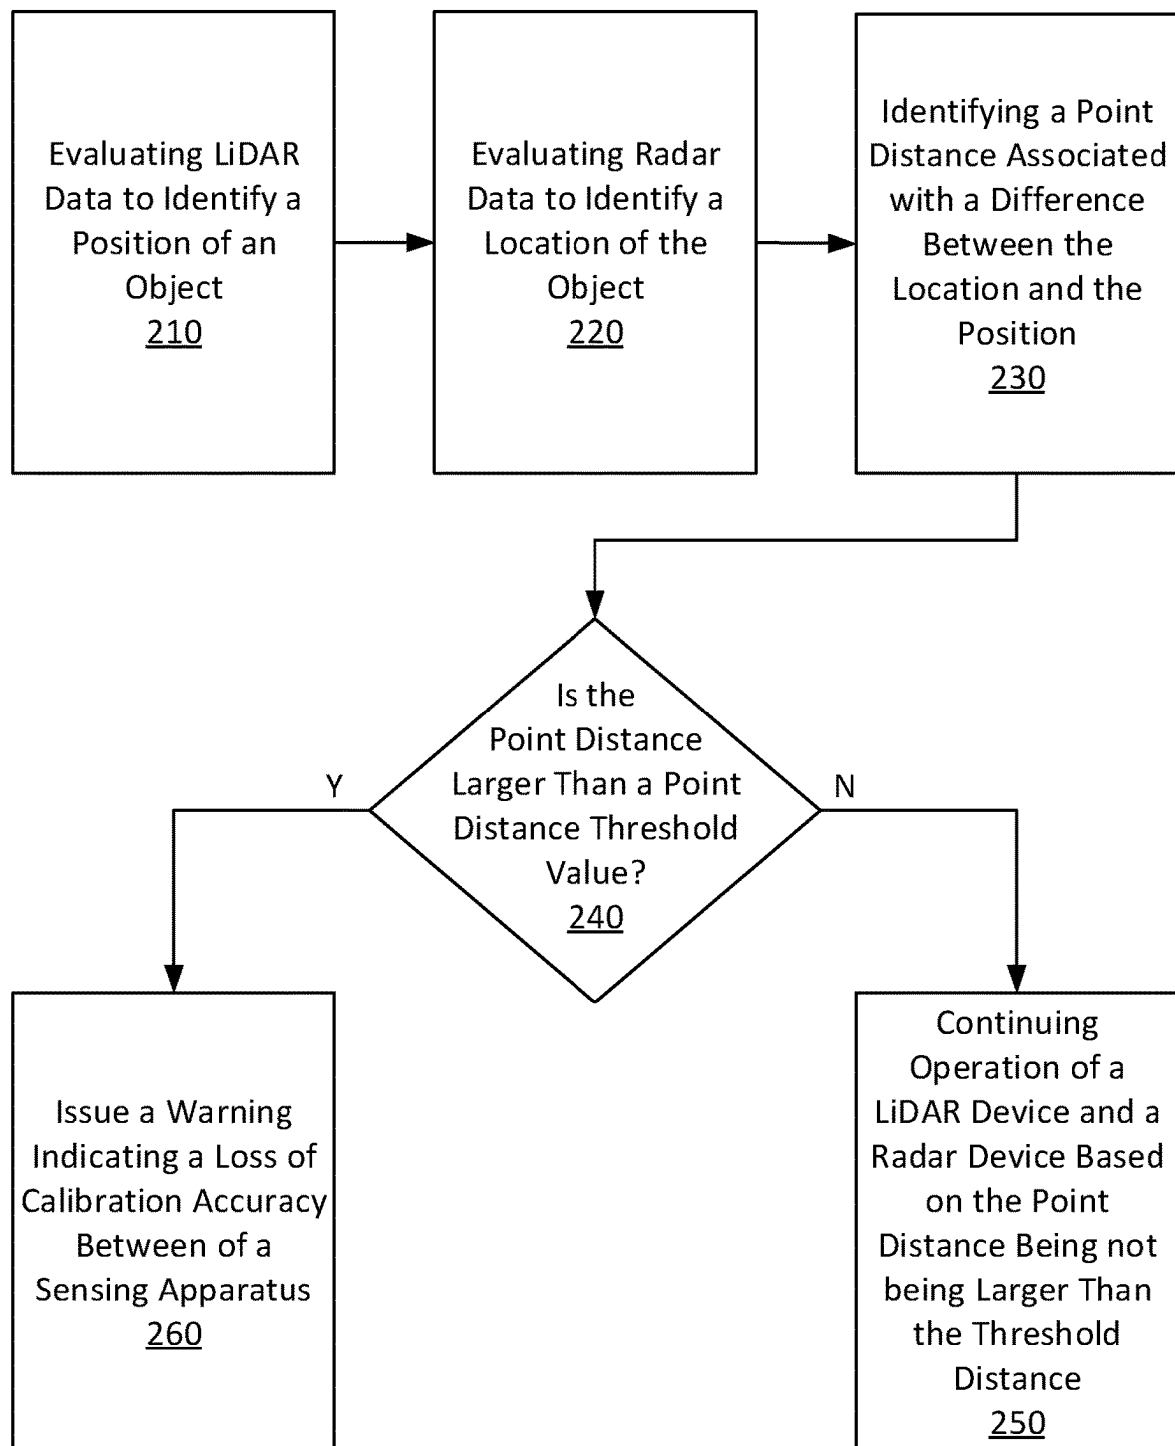 Evaluating LiDAR
Data to Identify a
Position of an
Object
210
Evaluating Radar
Data to Identify a
Location of the
Object
220
Identifying a Point
Distance Associated
with a Difference
Between the
Location and the
Position
230
Is the
Point Distance
Larger Than a Point
Distance Threshold
Value?
240
Y
N
Issue a Warning
Indicating a Loss of
Calibration Accuracy
Between of a
Sensing Apparatus
260
Continuing
Operation of a
LiDAR Device and a
Radar Device Based
on the Point
Distance Being not
being Larger Than
the Threshold
Distance
250